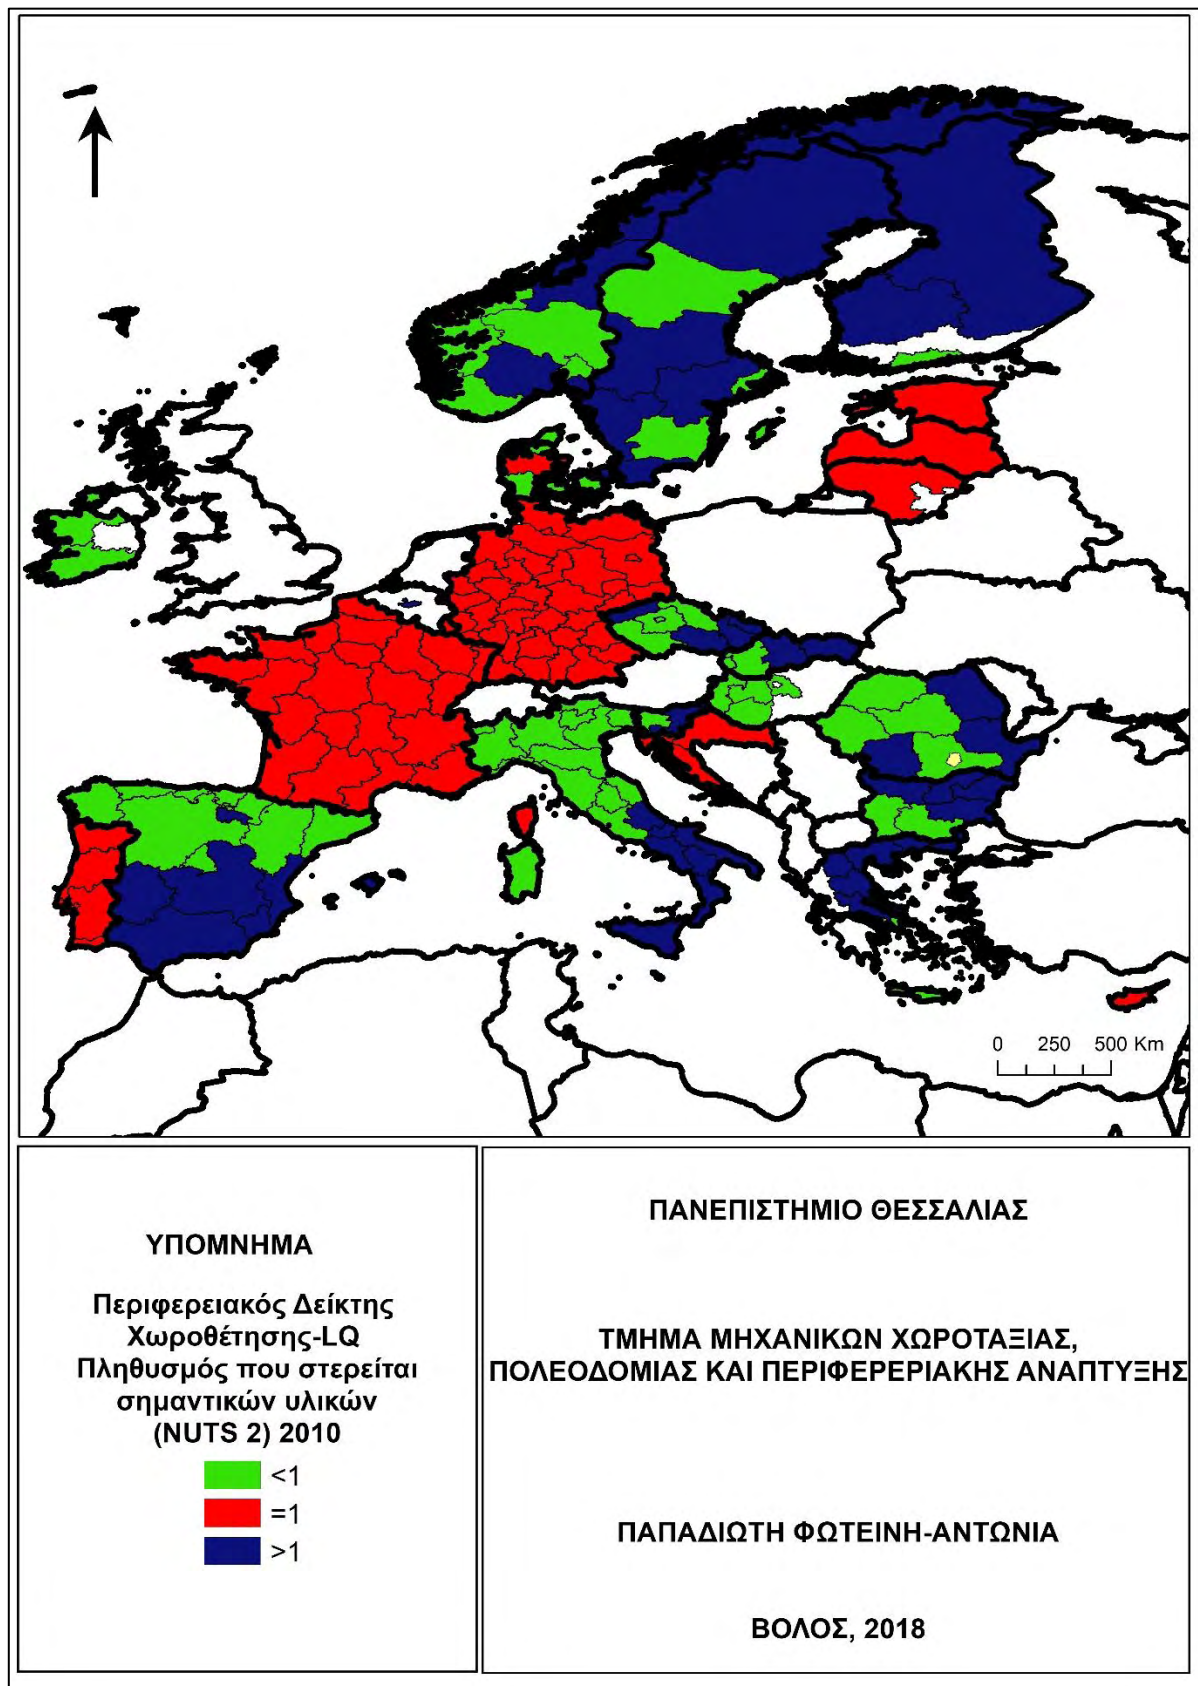 0 250 500 Km
ΥΠΟΜΝΗΜΑ
Περιφερειακός Δείκτης
Χωροθέτησης-LQ
Πληθυσμός που στερείται
σημαντικών υλικών
(NUTS 2) 2010
<1
=1
>1
ΠΑΝΕΠΙΣΤΗΜΙΟ ΘΕΣΣΑΛΙΑΣ
ΤΜΗΜΑ ΜΗΧΑΝΙΚΩΝ ΧΩΡΟΤΑΞΙΑΣ,
ΠΟΛΕΟΔΟΜΙΑΣ ΚΑΙ ΠΕΡΙΦΕΡΕΡΙΑΚΗΣ ΑΝΑΠΤΥΞΗΣ
ΠΑΠΑΔΙΩΤΗ ΦΩΤΕΙΝΗ-ΑΝΤΩΝΙΑ
ΒΟΛΟΣ, 2018